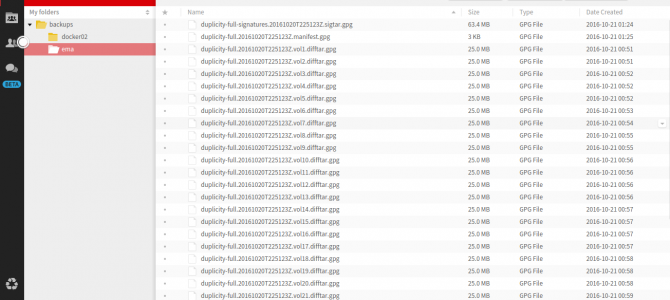 My folders
backups
docker02
ema
BETA
Name Size Type Date Created
duplicity-full-signatures.20161020T225123Z.sigtar.gpg 63.4 MB GPG File 2016-10-21 01:24
duplicity-full.20161020T225123Z.manifest.gpg 3 KB GPG File 2016-10-21 01:25
duplicity-full.20161020T225123Z.vol1.difftar.gpg 25.0 MB GPG File 2016-10-21 00:51
duplicity-full.20161020T225123Z.vol2.difftar.gpg 25.0 MB GPG File 2016-10-21 00:51
duplicity-full.20161020T225123Z.vol3.difftar.gpg 25.0 MB GPG File 2016-10-21 00:52
duplicity-full.20161020T225123Z.vol4.difftar.gpg 25.0 MB GPG File 2016-10-21 00:52
duplicity-full.20161020T225123Z.vol5.difftar.gpg 25.0 MB GPG File 2016-10-21 00:52
duplicity-full.20161020T225123Z.vol6.difftar.gpg 25.0 MB GPG File 2016-10-21 00:53
duplicity-full.20161020T225123Z.vol7.difftar.gpg 25.0 MB GPG File 2016-10-21 00:54
duplicity-full.20161020T225123Z.vol8.difftar.gpg 25.0 MB GPG File 2016-10-21 00:55
duplicity-full.20161020T225123Z.vol9.difftar.gpg 25.0 MB GPG File 2016-10-21 00:55
duplicity-full.20161020T225123Z.vol10.difftar.gpg 25.0 MB GPG File 2016-10-21 00:56
duplicity-full.20161020T225123Z.vol11.difftar.gpg 25.0 MB GPG File 2016-10-21 00:56
duplicity-full.20161020T225123Z.vol12.difftar.gpg 25.0 MB GPG File 2016-10-21 00:56
duplicity-full.20161020T225123Z.vol13.difftar.gpg 25.0 MB GPG File 2016-10-21 00:56
duplicity-full.20161020T225123Z.vol14.difftar.gpg 25.0 MB GPG File 2016-10-21 00:57
duplicity-full.20161020T225123Z.vol15.difftar.gpg 25.0 MB GPG File 2016-10-21 00:57
duplicity-full.20161020T225123Z.vol16.difftar.gpg 25.0 MB GPG File 2016-10-21 00:57
duplicity-full.20161020T225123Z.vol17.difftar.gpg 25.0 MB GPG File 2016-10-21 00:58
duplicity-full.20161020T225123Z.vol18.difftar.gpg 25.0 MB GPG File 2016-10-21 00:58
duplicity-full.20161020T225123Z.vol19.difftar.gpg 25.0 MB GPG File 2016-10-21 00:58
duplicity-full.20161020T225123Z.vol20.difftar.gpg 25.0 MB GPG File 2016-10-21 00:58
duplicity-full.20161020T225123Z.vol21.difftar.gpg 25.0 MB GPG File 2016-10-21 00:59